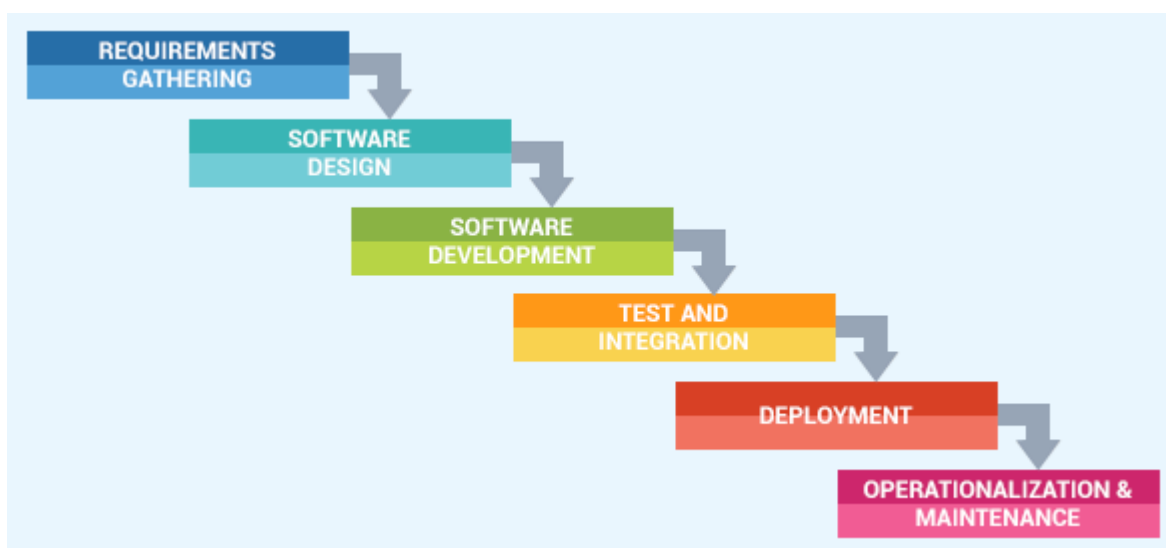 REQUIREMENTS
GATHERING
SOFTWARE
DESIGN
SOFTWARE
DEVELOPMENT
TEST AND
INTEGRATION
DEPLOYMENT
OPERATIONALIZATION &
MAINTENANCE